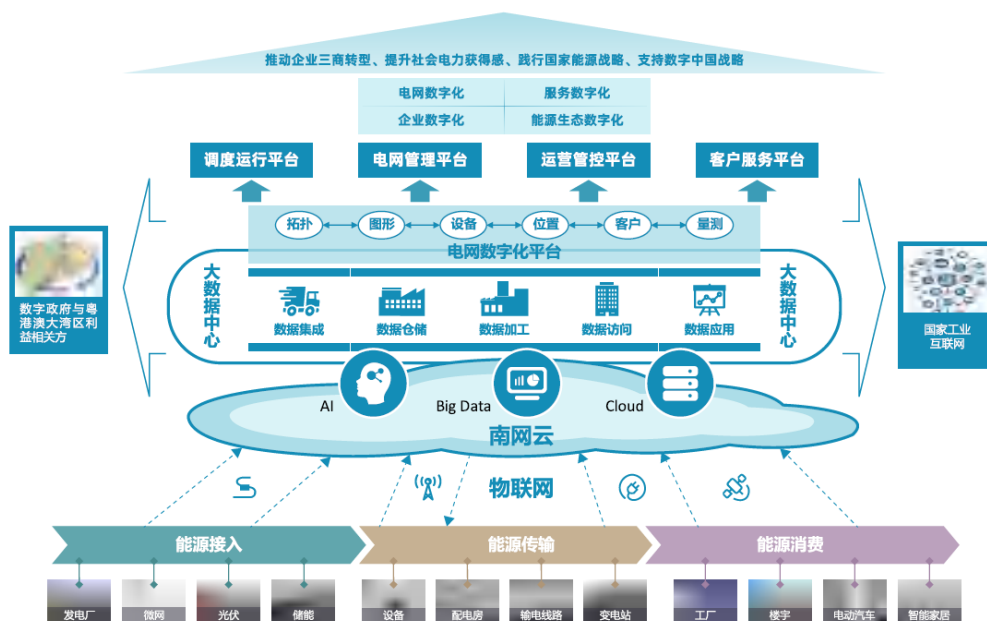 推动企业三商转型、提升社会电力获得感、践行国家能源战略、支持数字中国战略
电网数字化 服务数字化
企业数字化 能源生态数字化
调度运行平台 电网管理平台 运营管控平台 客户服务平台
拓扑 图形 设备 位置 客户 量测
电网数字化平台
大数据中心
数据集成 数据仓储 数据加工 数据访问 数据应用
大数据中心
数字政府与粤
港澳大湾区利
益相关方
国家工业
互联网
AI Big Data Cloud
南网云
物联网
能源接入 能源传输 能源消费
发电厂 微网 光伏 储能 设备 配电房 输电线路 变电站 工厂 楼宇 电动汽车 智能家居